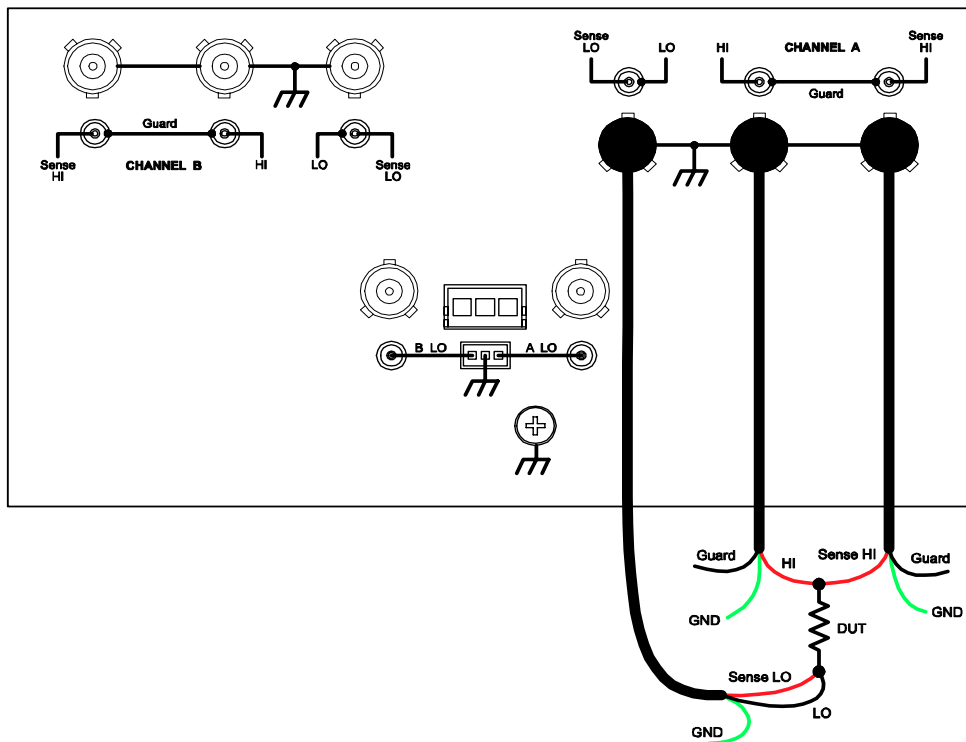 Sense
LO
LO
HI
CHANNEL A
Sense
HI
Guard
Guard
Sense
HI
CHANNEL B
HI
LO
Sense
LO
B LO
A LO
Guard
HI
Sense HI
Guard
GND
GND
DUT
Sense LO
LO
GND